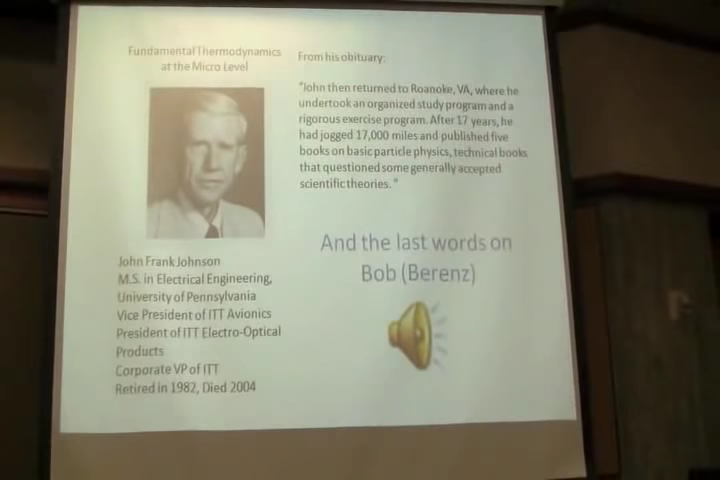 Fundamental Thermodynamics
at the Micro Level
From his obituary:
"John then returned to Roanoke, VA, where he
undertook an organized study program and a
rigorous exercise program. After 17 years, he
had jogged 17,000 miles and published five
books on basic particle physics, technical books
that questioned some generally accepted
scientific theories. "
John Frank Johnson
M.S. in Electrical Engineering,
University of Pennsylvania
Vice President of ITT Avionics
President of ITT Electro-Optical
Products
Corporate VP of ITT
Retired in 1982, Died 2004
And the last words on
Bob (Berenz)